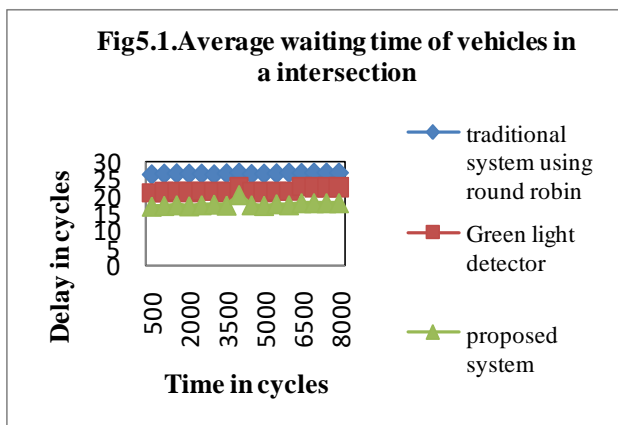 Fig5.1.Average waiting time of vehicles in
a intersection
Delay in cycles
30
25
20
15
10
5
0
500
2000
3500
5000
6500
8000
Time in cycles
traditional
system using
round robin
Green light
detector
proposed
system